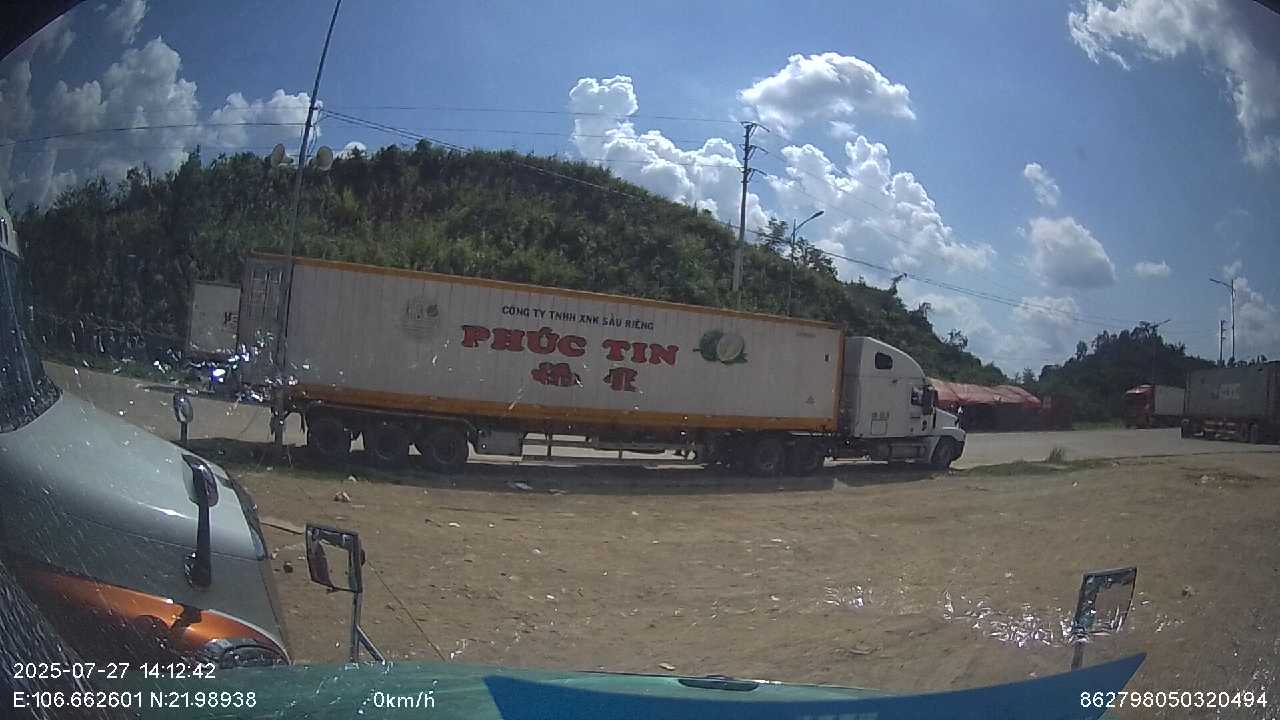 CÔNG TY TNHH XNK SẦU RIÊNG
PHÚC TIN
2025-07-27 14:12:42
E:106.662601 N:21.98938
0km/h
862798050320494